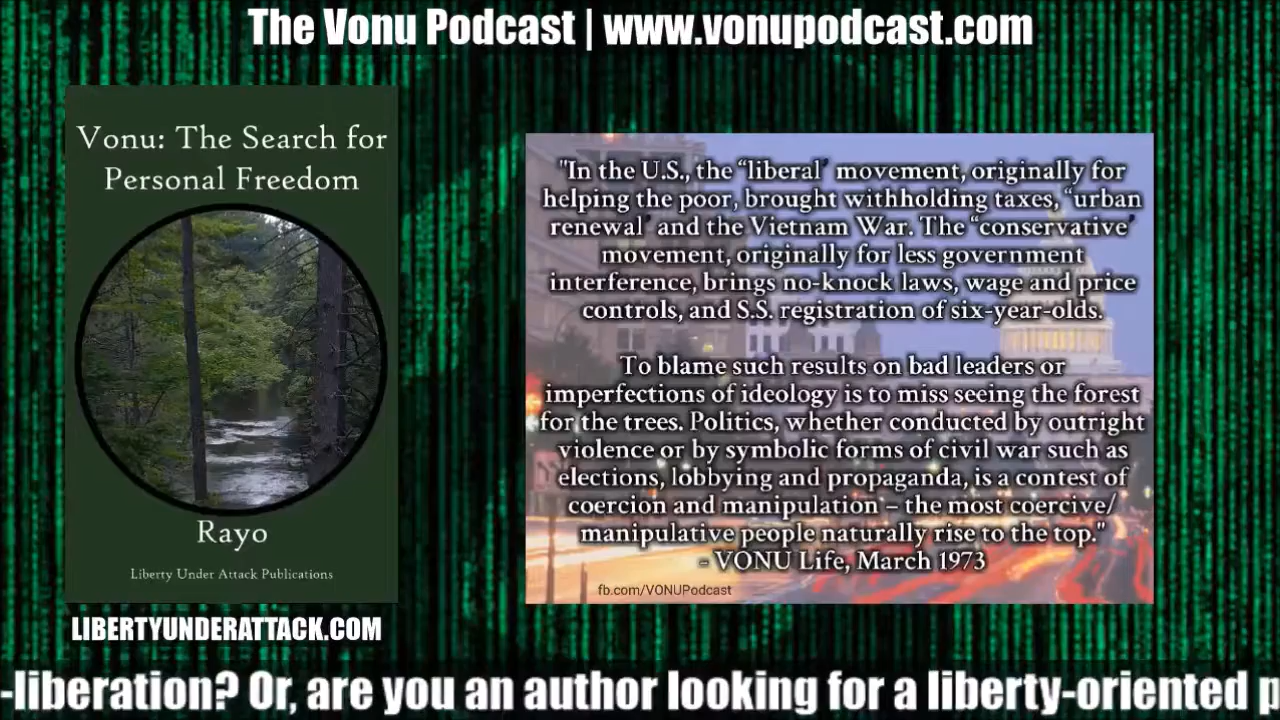 The Vonu Podcast | www.vonupodcast.com
Vonu: The Search for
Personal Freedom
Rayo
Liberty Under Attack Publications
LIBERTYUNDERATTACK.COM
"In the U.S., the “liberal’ movement, originally for
helping the poor, brought withholding taxes, “urban
renewal’ and the Vietnam War. The “conservative’
movement, originally for less government
interference, brings no-knock laws, wage and price
controls, and S.S. registration of six-year-olds.
To blame such results on bad leaders or
imperfections of ideology is to miss seeing the forest
for the trees. Politics, whether conducted by outright
violence or by symbolic forms of civil war such as
elections, lobbying and propaganda, is a contest of
coercion and manipulation – the most coercive/
manipulative people naturally rise to the top."
- VONU Life, March 1973
fb.com/VONUPodcast
-liberation? Or, are you an author looking for a liberty-oriented p